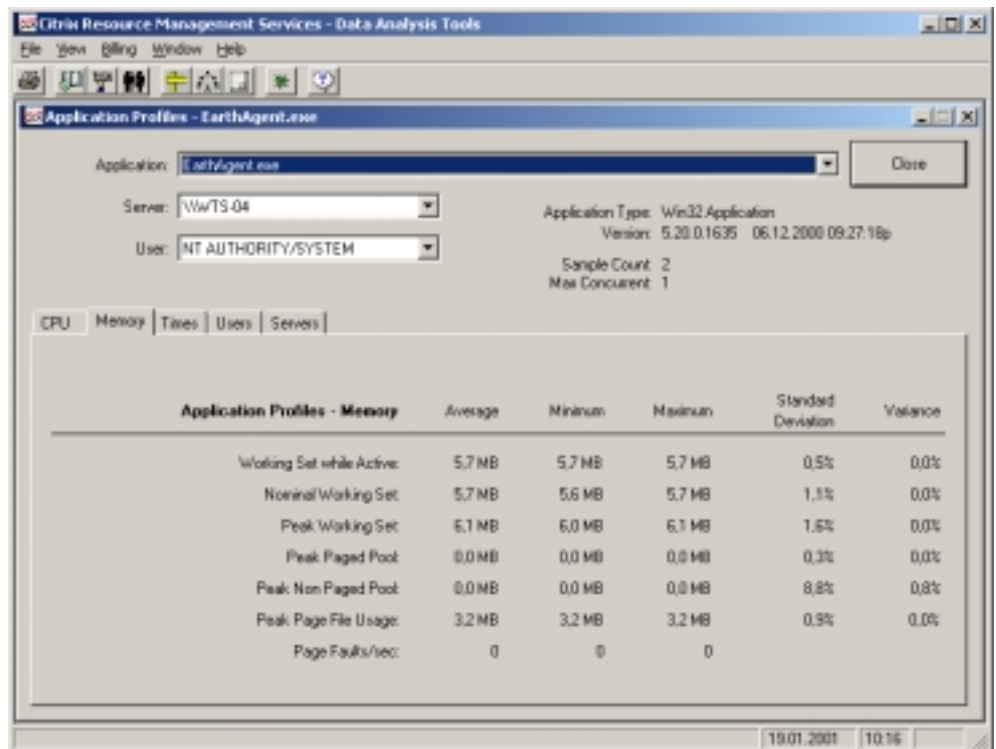 Citrix Resource Management Services - Data Analysis Tools
File View Billing Window Help
Application Profiles - EarthAgent.exe
Application: EarthAgent.exe
Close
Server: \\WTS-04
User: NT AUTHORITY/SYSTEM
Application Type: Win32 Application
Version: 5.20.0.1635 06.12.2000 09:27:18p
Sample Count: 2
Max Concurrent: 1
CPU Memory Times Users Servers
Application Profiles - Memory Average Minimum Maximum Standard Deviation Variance
Working Set while Active: 5,7 MB 5,7 MB 5,7 MB 0,5% 0,0%
Nominal Working Set: 5,7 MB 5,6 MB 5,7 MB 1,1% 0,0%
Peak Working Set: 6,1 MB 6,0 MB 6,1 MB 1,6% 0,0%
Peak Paged Pool: 0,0 MB 0,0 MB 0,0 MB 0,3% 0,0%
Peak Non Paged Pool: 0,0 MB 0,0 MB 0,0 MB 8,8% 0,8%
Peak Page File Usage: 3,2 MB 3,2 MB 3,2 MB 0,9% 0,0%
Page Faults/sec: 0 0 0
19.01.2001 10:16